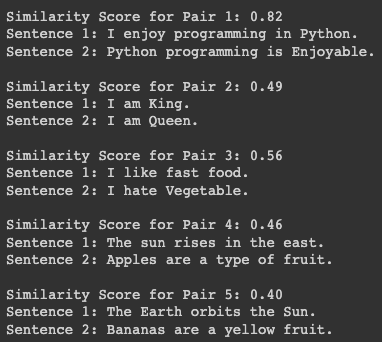 Similarity Score for Pair 1: 0.82
Sentence 1: I enjoy programming in Python.
Sentence 2: Python programming is Enjoyable.
Similarity Score for Pair 2: 0.49
Sentence 1: I am King.
Sentence 2: I am Queen.
Similarity Score for Pair 3: 0.56
Sentence 1: I like fast food.
Sentence 2: I hate Vegetable.
Similarity Score for Pair 4: 0.46
Sentence 1: The sun rises in the east.
Sentence 2: Apples are a type of fruit.
Similarity Score for Pair 5: 0.40
Sentence 1: The Earth orbits the Sun.
Sentence 2: Bananas are a yellow fruit.